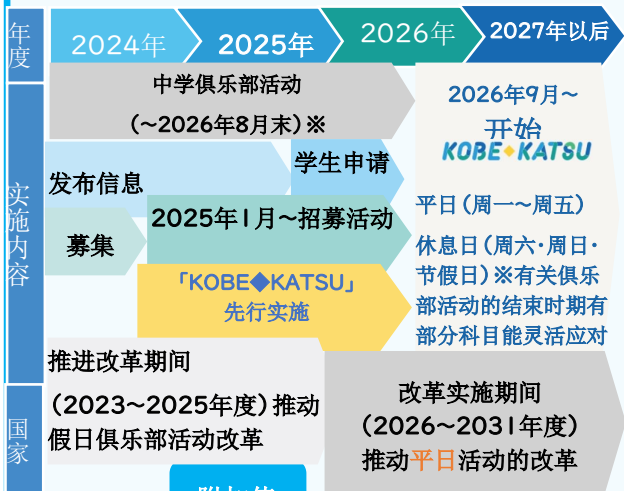 年度
2024年
2025年
2026年
2027年以后
中学俱乐部活动
（～2026年8月末）※
2026年9月～
开始
KOBE◆KATSU
实施内容
发布信息
学生申请
募集
2025年1月～招募活动
「KOBE◆KATSU」
先行实施
平日（周一～周五）
休息日（周六·周日·
节假日）※有关俱乐
部活动的结束时期有
部分科目能灵活应对
国家
推进改革期间
（2023～2025年度）推动
假日俱乐部活动改革
改革实施期间
（2026～2031年度）
推动平日活动的改革